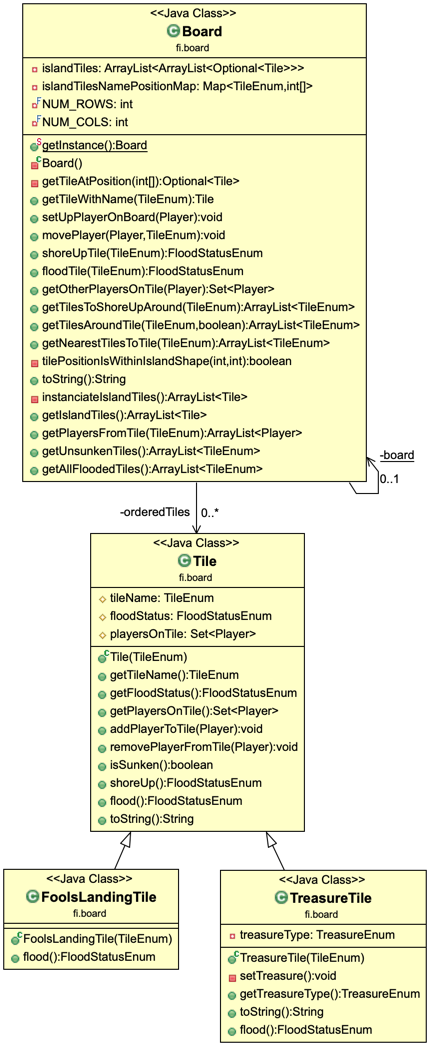 <<Java Class>>
Board
fi.board
islandTiles: ArrayList<ArrayList<Optional<Tile>>>
islandTilesNamePositionMap: Map<TileEnum,int[]>
NUM_ROWS: int
NUM_COLS: int
getInstance():Board
Board()
getTileAtPosition(int[]):Optional<Tile>
getTileWithName(TileEnum):Tile
setUpPlayerOnBoard(Player):void
movePlayer(Player,TileEnum):void
shoreUpTile(TileEnum):FloodStatusEnum
floodTile(TileEnum):FloodStatusEnum
getOtherPlayersOnTile(Player):Set<Player>
getTilesToShoreUpAround(TileEnum):ArrayList<TileEnum>
getTilesAroundTile(TileEnum,boolean):ArrayList<TileEnum>
getNearestTilesToTile(TileEnum):ArrayList<TileEnum>
tilePositionIsWithinIslandShape(int,int):boolean
toString():String
instanciateIslandTiles():ArrayList<Tile>
getIslandTiles():ArrayList<Tile>
getPlayersFromTile(TileEnum):ArrayList<Player>
getUnsunkenTiles():ArrayList<TileEnum>
getAllFloodedTiles():ArrayList<TileEnum>
-board
0..1
-orderedTiles 0..*
<<Java Class>>
Tile
fi.board
tileName: TileEnum
floodStatus: FloodStatusEnum
playersOnTile: Set<Player>
Tile(TileEnum)
getTileName():TileEnum
getFloodStatus():FloodStatusEnum
getPlayersOnTile():Set<Player>
addPlayerToTile(Player):void
removePlayerFromTile(Player):void
isSunken():boolean
shoreUp():FloodStatusEnum
flood():FloodStatusEnum
toString():String
<<Java Class>>
FoolsLandingTile
fi.board
FoolsLandingTile(TileEnum)
flood():FloodStatusEnum
<<Java Class>>
TreasureTile
fi.board
treasureType: TreasureEnum
TreasureTile(TileEnum)
setTreasure():void
getTreasureType():TreasureEnum
toString():String
flood():FloodStatusEnum